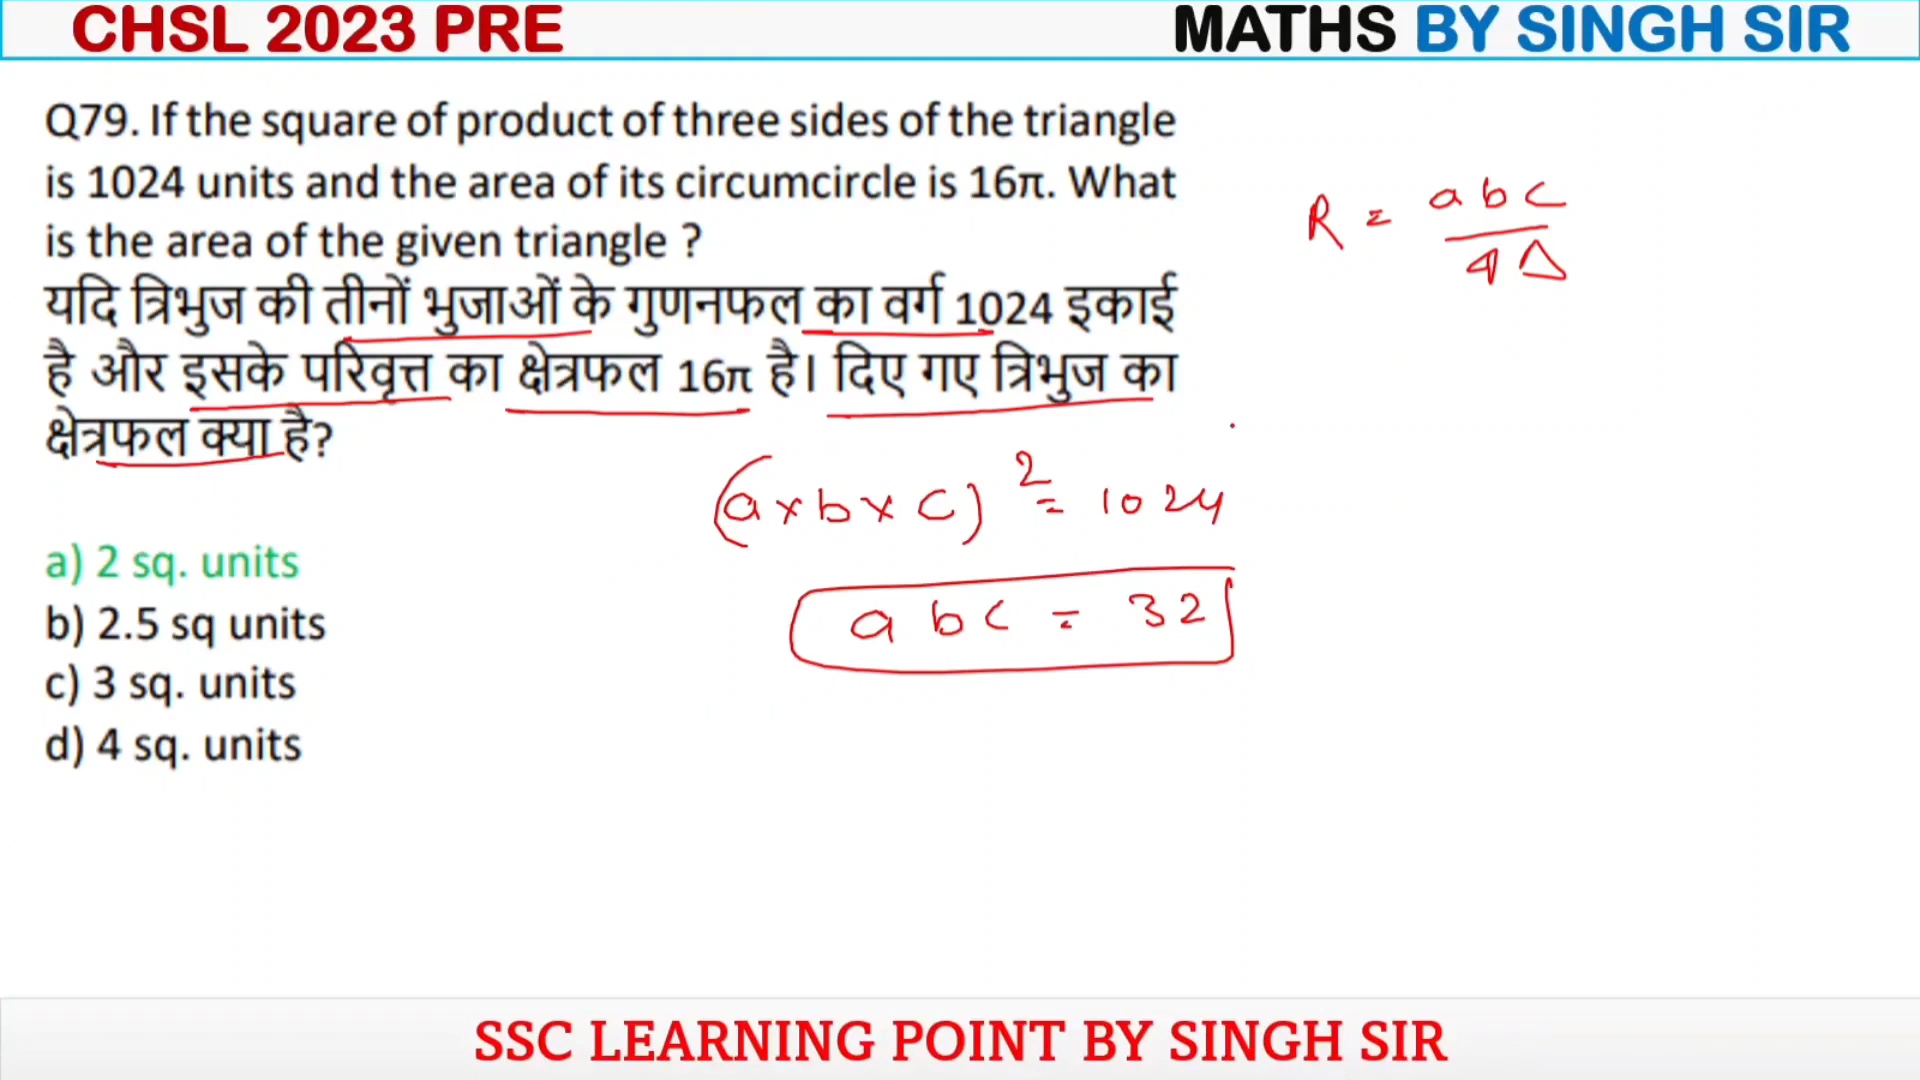 CHSL 2023 PRE
MATHS BY SINGH SIR
Q79. If the square of product of three sides of the triangle
is 1024 units and the area of its circumcircle is 16π. What
is the area of the given triangle ?
यदि त्रिभुज की तीनों भुजाओं के गुणनफल का वर्ग 1024 इकाई
है और इसके परिवृत्त का क्षेत्रफल 16π है। दिए गए त्रिभुज का
क्षेत्रफल क्या है?
a) 2 sq. units
b) 2.5 sq units
c) 3 sq. units
d) 4 sq. units
R = abc
4Δ
(a×b×c)² = 1024
abc = 32
SSC LEARNING POINT BY SINGH SIR